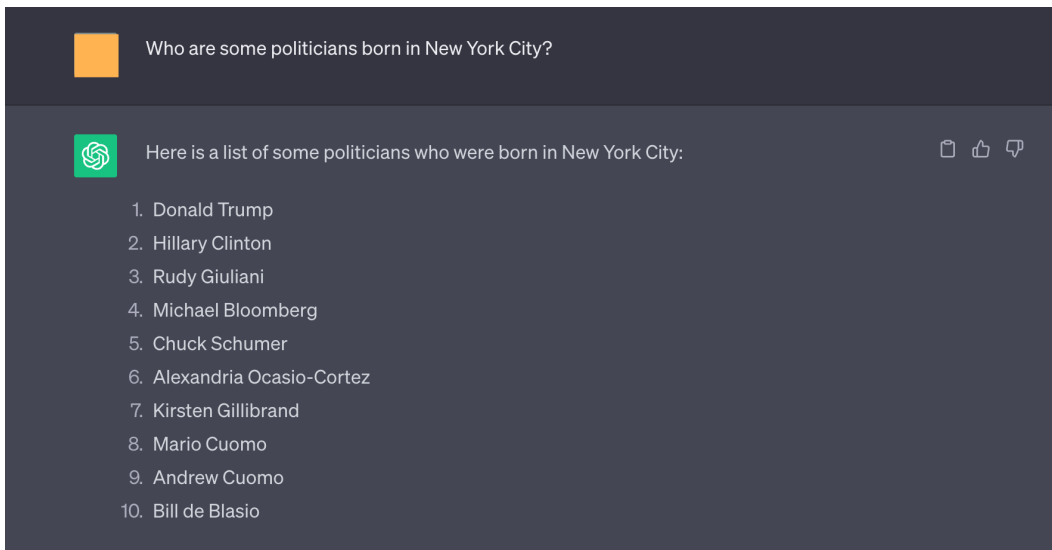 Who are some politicians born in New York City?
Here is a list of some politicians who were born in New York City:
1. Donald Trump
2. Hillary Clinton
3. Rudy Giuliani
4. Michael Bloomberg
5. Chuck Schumer
6. Alexandria Ocasio-Cortez
7. Kirsten Gillibrand
8. Mario Cuomo
9. Andrew Cuomo
10. Bill de Blasio